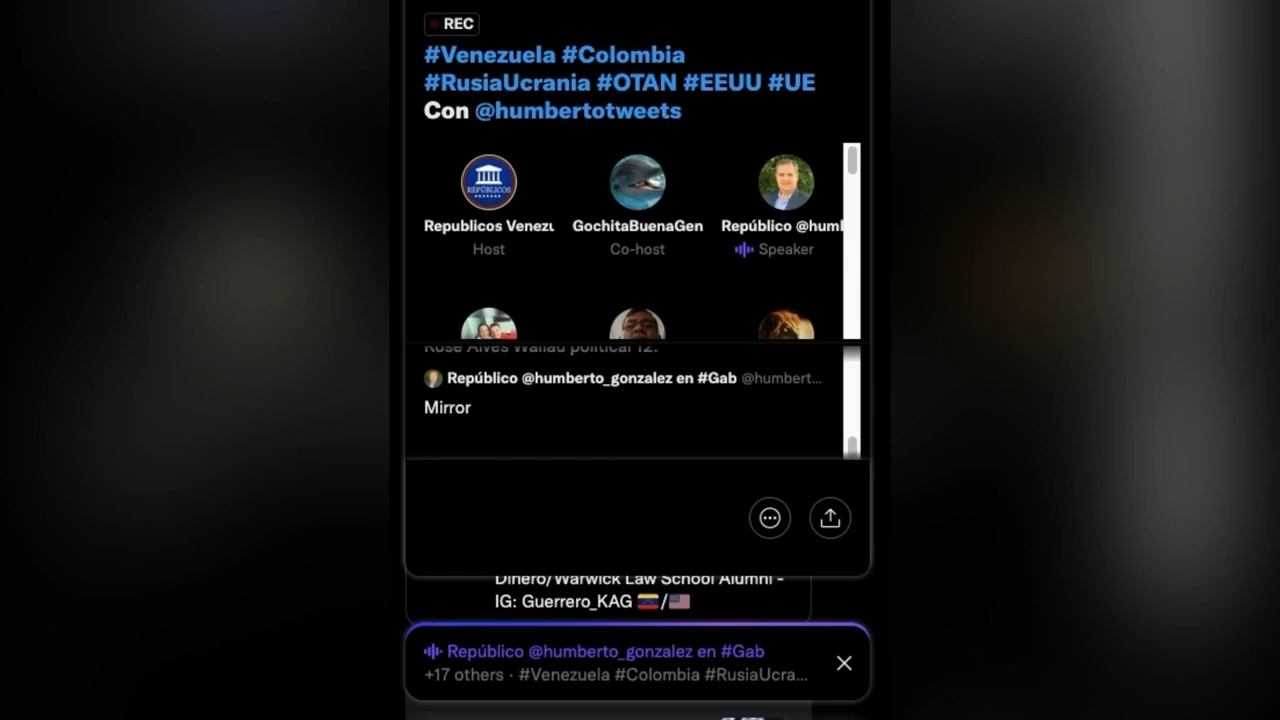 REC
#Venezuela #Colombia
#RusiaUcrania #OTAN #EEUU #UE
Con @humbertotweets
REPÚBLICOS
Republicos Venezu
GochitaBuenaGen
Repúblico @humb
Host
Co-host
Speaker
Rose Alves Wallau political 12.
Repúblico @humberto_gonzalez en #Gab @humbert...
Mirror
Dinero/Warwick Law School Alumni -
IG: Guerrero_KAG 🇻🇪/🇺🇸
Repúblico @humberto_gonzalez en #Gab
+17 others · #Venezuela #Colombia #RusiaUcra...